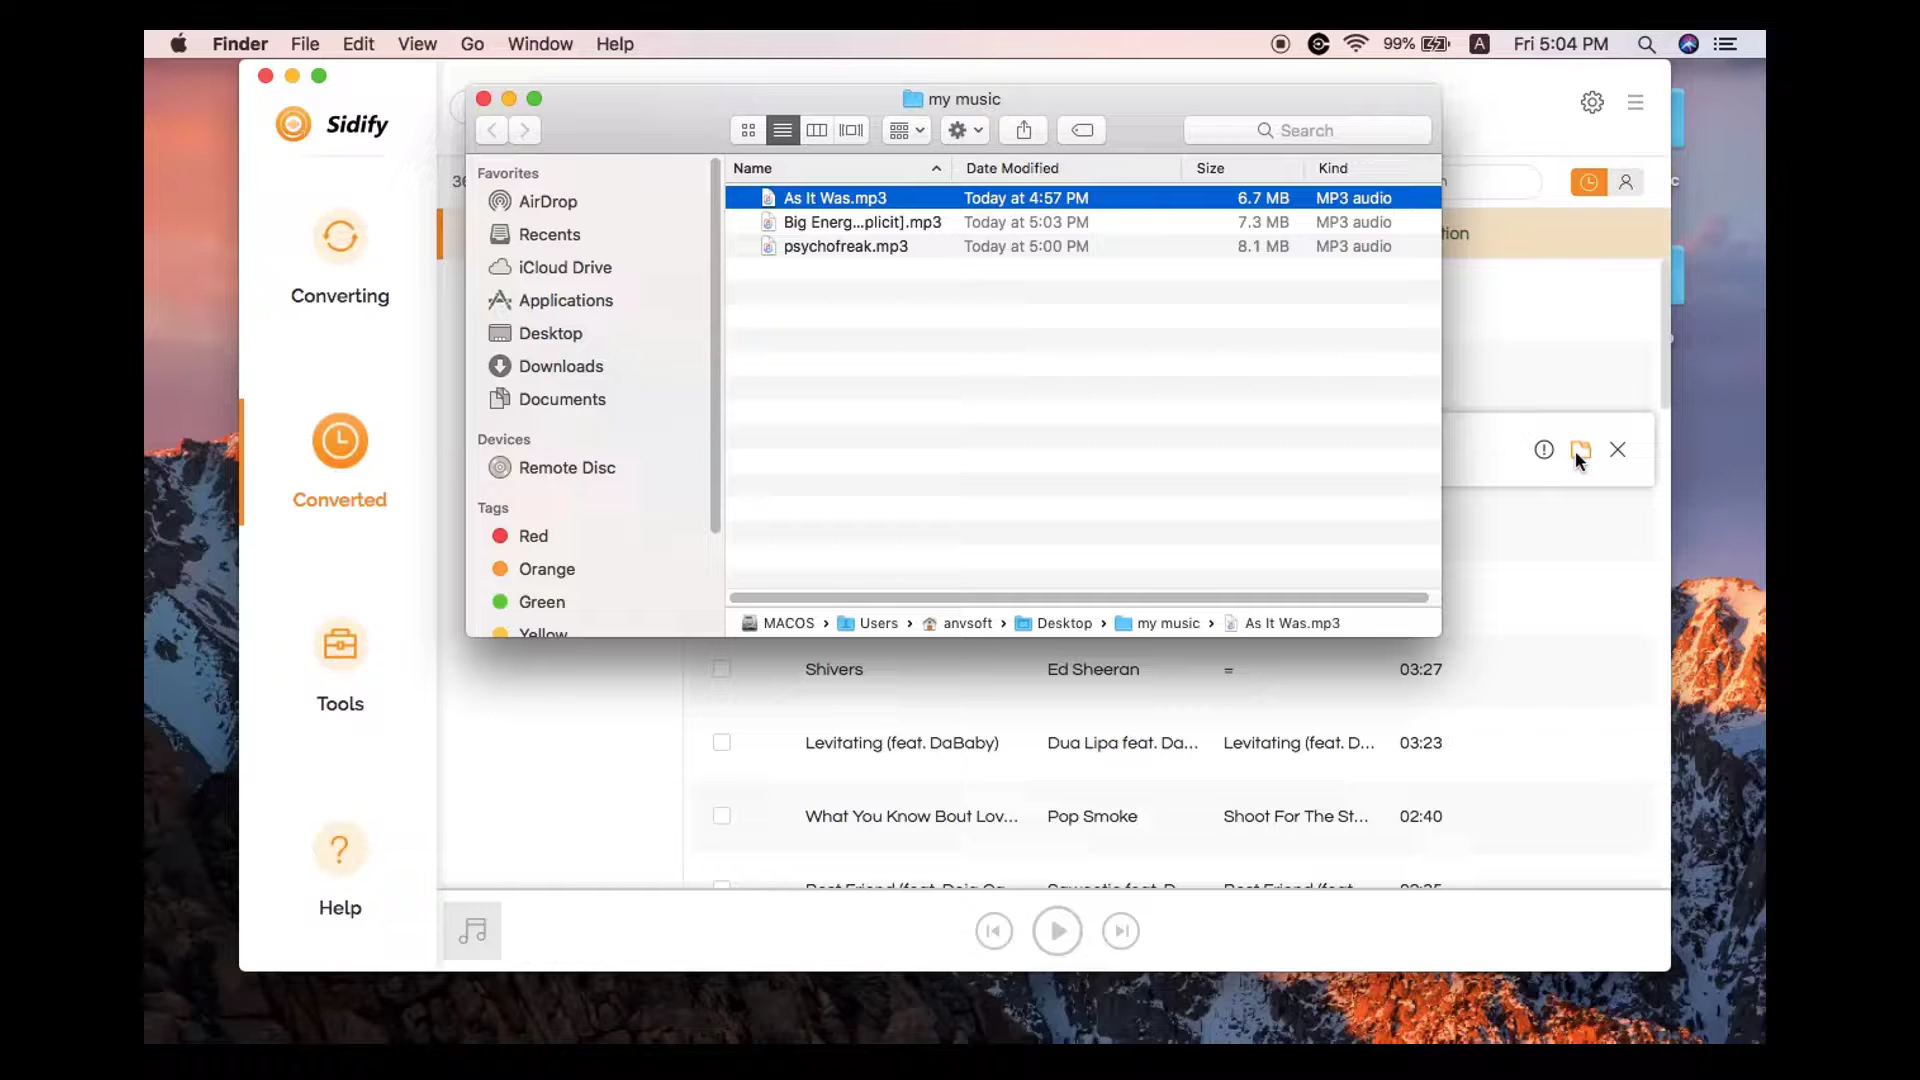 Finder File Edit View Go Window Help 99% A Fri 5:04 PM
Sidify
my music
Search
Favorites
AirDrop
Recents
iCloud Drive
Applications
Desktop
Downloads
Documents
Devices
Remote Disc
Tags
Red
Orange
Green
Yellow
Name Date Modified Size Kind
As It Was.mp3 Today at 4:57 PM 6.7 MB MP3 audio
Big Energ...plicit].mp3 Today at 5:03 PM 7.3 MB MP3 audio
psychofreak.mp3 Today at 5:00 PM 8.1 MB MP3 audio
MACOS › Users › anvsoft › Desktop › my music › As It Was.mp3
Converting
Converted
Tools
Help
Shivers Ed Sheeran = 03:27
Levitating (feat. DaBaby) Dua Lipa feat. Da... Levitating (feat. D... 03:23
What You Know Bout Lov... Pop Smoke Shoot For The St... 02:40